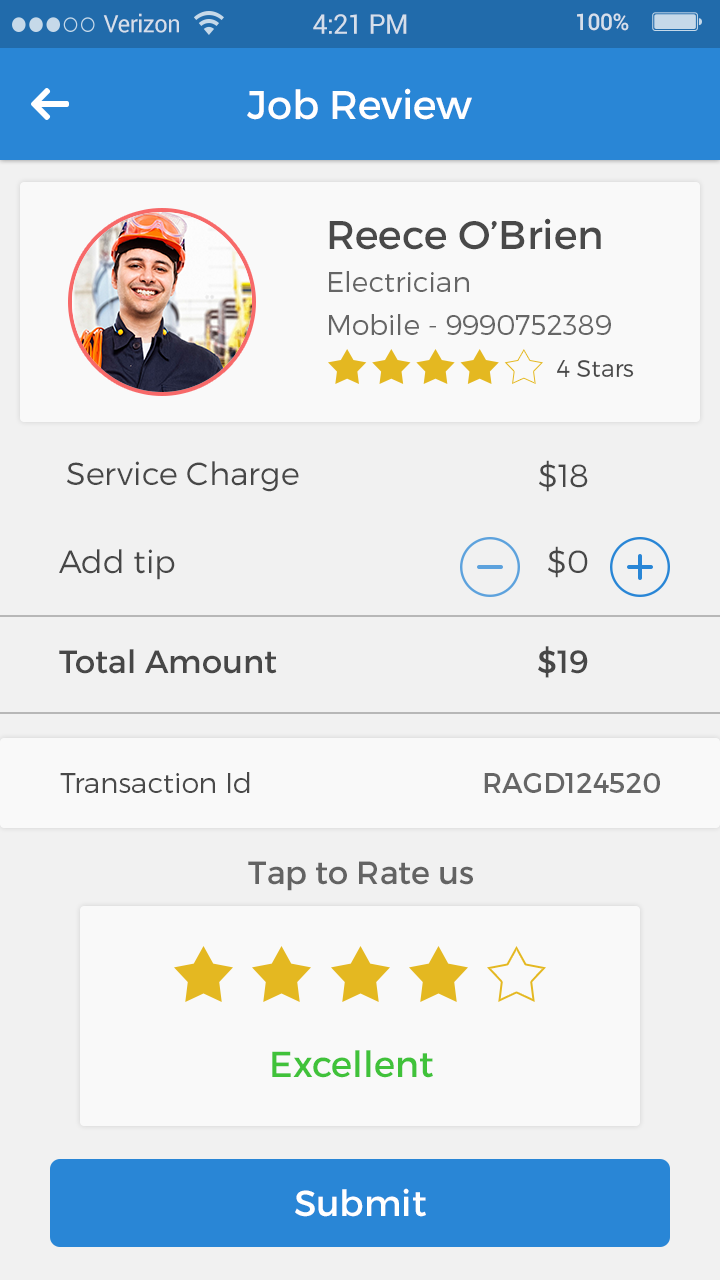 Verizon 4:21 PM 100%
Job Review
Reece O’Brien
Electrician
Mobile - 9990752389
4 Stars
Service Charge $18
Add tip $0
Total Amount $19
Transaction Id RAGD124520
Tap to Rate us
Excellent
Submit